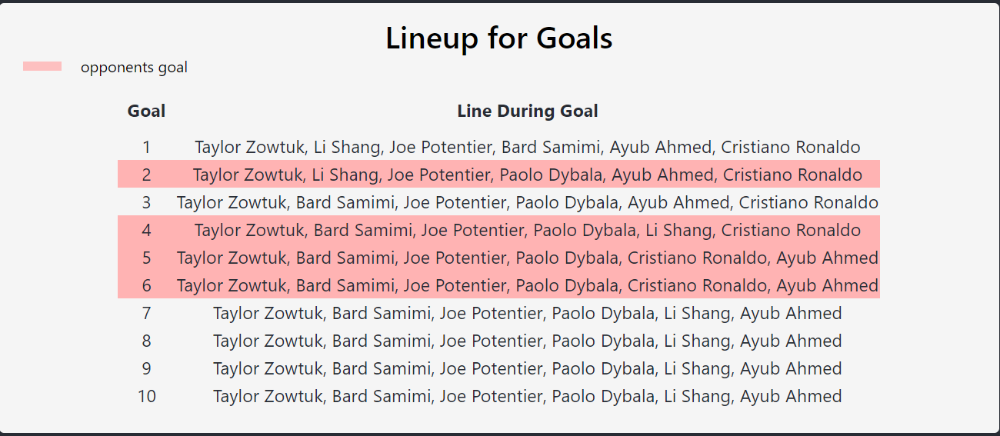 Lineup for Goals
opponents goal
Goal Line During Goal
1 Taylor Zowtuk, Li Shang, Joe Potentier, Bard Samimi, Ayub Ahmed, Cristiano Ronaldo
2 Taylor Zowtuk, Li Shang, Joe Potentier, Paolo Dybala, Ayub Ahmed, Cristiano Ronaldo
3 Taylor Zowtuk, Bard Samimi, Joe Potentier, Paolo Dybala, Ayub Ahmed, Cristiano Ronaldo
4 Taylor Zowtuk, Bard Samimi, Joe Potentier, Paolo Dybala, Li Shang, Cristiano Ronaldo
5 Taylor Zowtuk, Bard Samimi, Joe Potentier, Paolo Dybala, Cristiano Ronaldo, Ayub Ahmed
6 Taylor Zowtuk, Bard Samimi, Joe Potentier, Paolo Dybala, Cristiano Ronaldo, Ayub Ahmed
7 Taylor Zowtuk, Bard Samimi, Joe Potentier, Paolo Dybala, Li Shang, Ayub Ahmed
8 Taylor Zowtuk, Bard Samimi, Joe Potentier, Paolo Dybala, Li Shang, Ayub Ahmed
9 Taylor Zowtuk, Bard Samimi, Joe Potentier, Paolo Dybala, Li Shang, Ayub Ahmed
10 Taylor Zowtuk, Bard Samimi, Joe Potentier, Paolo Dybala, Li Shang, Ayub Ahmed